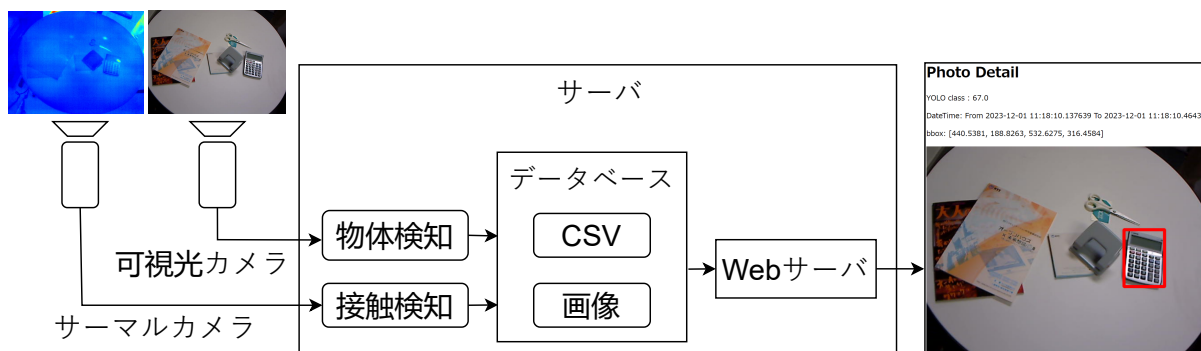 サーバ
データベース
CSV
画像
物体検知
接触検知
可視光カメラ
サーマルカメラ
Webサーバ
Photo Detail
YOLO class : 67.0
DateTime: From 2023-12-01 11:18:10.137639 To 2023-12-01 11:18:10.4643
bbox: [440.5381, 188.8263, 532.6275, 316.4584]